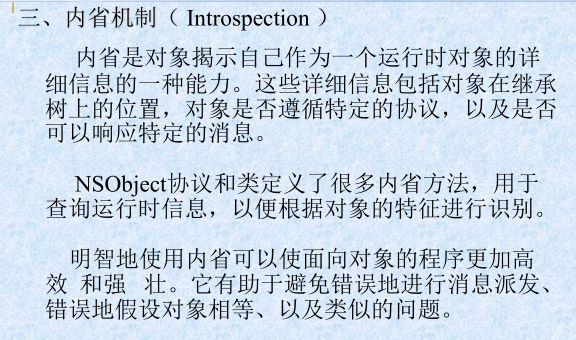 三、内省机制（ Introspection ）
内省是对象揭示自己作为一个运行时对象的详
细信息的一种能力。这些详细信息包括对象在继承
树上的位置，对象是否遵循特定的协议，以及是否
可以响应特定的消息。
NSObject协议和类定义了很多内省方法，用于
查询运行时信息，以便根据对象的特征进行识别。
明智地使用内省可以使面向对象的程序更加高
效 和强 壮。它有助于避免错误地进行消息派发、
错误地假设对象相等、以及类似的问题。